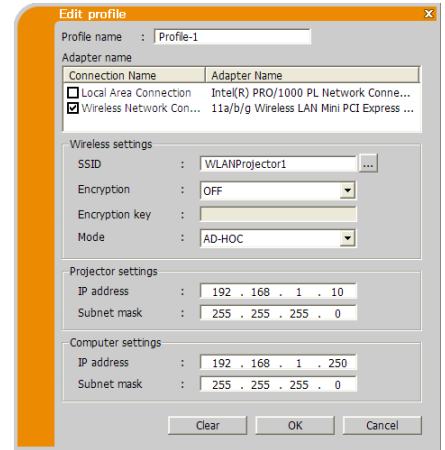 Edit profile x
Profile name : Profile-1
Adapter name
Connection Name Adapter Name
Local Area Connection Intel(R) PRO/1000 PL Network Conne...
Wireless Network Con... 11a/b/g Wireless LAN Mini PCI Express ...
Wireless settings
SSID : WLANProjector1 ...
Encryption : OFF
Encryption key :
Mode : AD-HOC
Projector settings
IP address : 192 . 168 . 1 . 10
Subnet mask : 255 . 255 . 255 . 0
Computer settings
IP address : 192 . 168 . 1 . 250
Subnet mask : 255 . 255 . 255 . 0
Clear OK Cancel